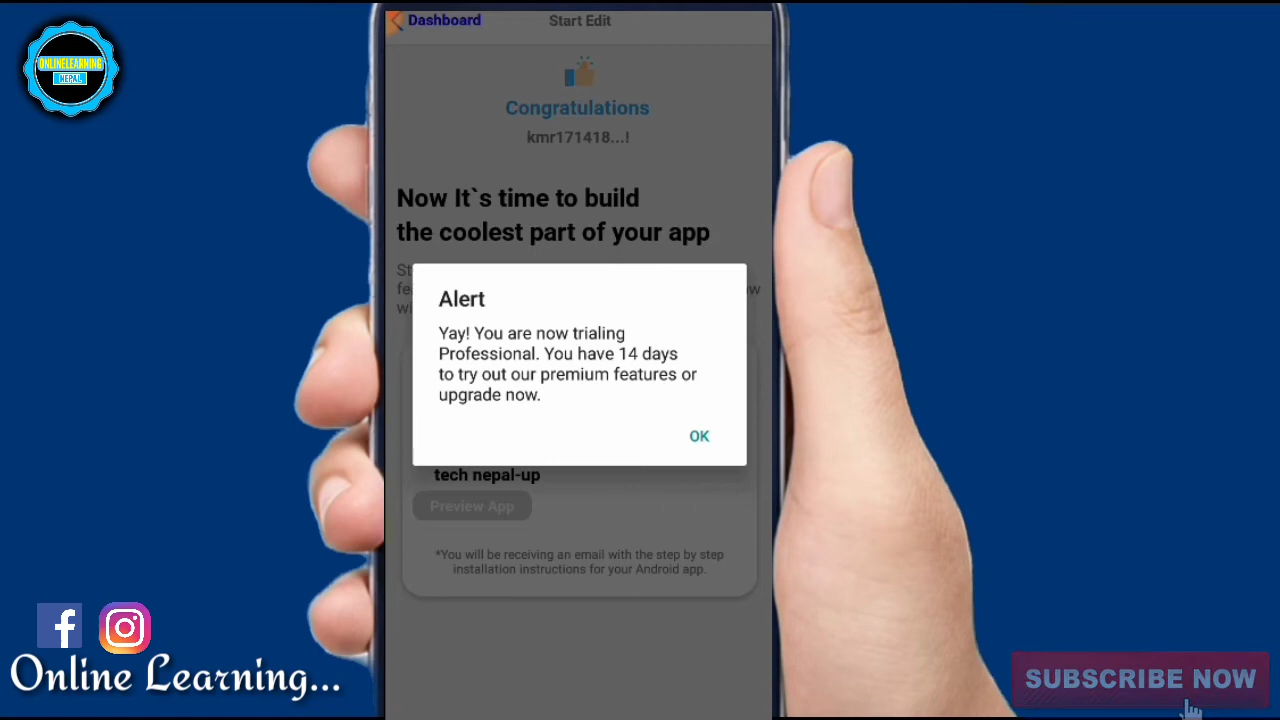 ONLINELEARNING
NEPAL
Dashboard
Start Edit
Congratulations
kmr171418...!
Now It`s time to build
the coolest part of your app
St
fe
w
wi
Alert
Yay! You are now trialing
Professional. You have 14 days
to try out our premium features or
upgrade now.
OK
tech nepal-up
Preview App
*You will be receiving an email with the step by step
installation instructions for your Android app.
Online Learning...
SUBSCRIBE NOW